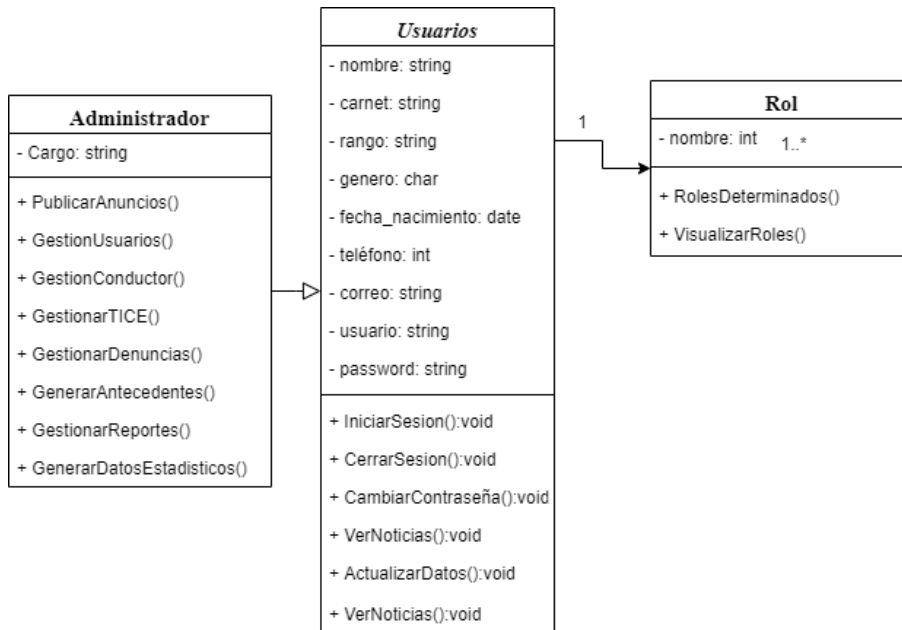 Administrador
- Cargo: string
+ PublicarAnuncios()
+ GestionUsuarios()
+ GestionConductor()
+ GestionarTICE()
+ GestionarDenuncias()
+ GenerarAntecedentes()
+ GestionarReportes()
+ GenerarDatosEstadisticos()
Usuarios
- nombre: string
- carnet: string
- rango: string
- genero: char
- fecha_nacimiento: date
- teléfono: int
- correo: string
- usuario: string
- password: string
+ IniciarSesion():void
+ CerrarSesion():void
+ CambiarContraseña():void
+ VerNoticias():void
+ ActualizarDatos():void
+ VerNoticias():void
1
Rol
- nombre: int
1..*
+ RolesDeterminados()
+ VisualizarRoles()